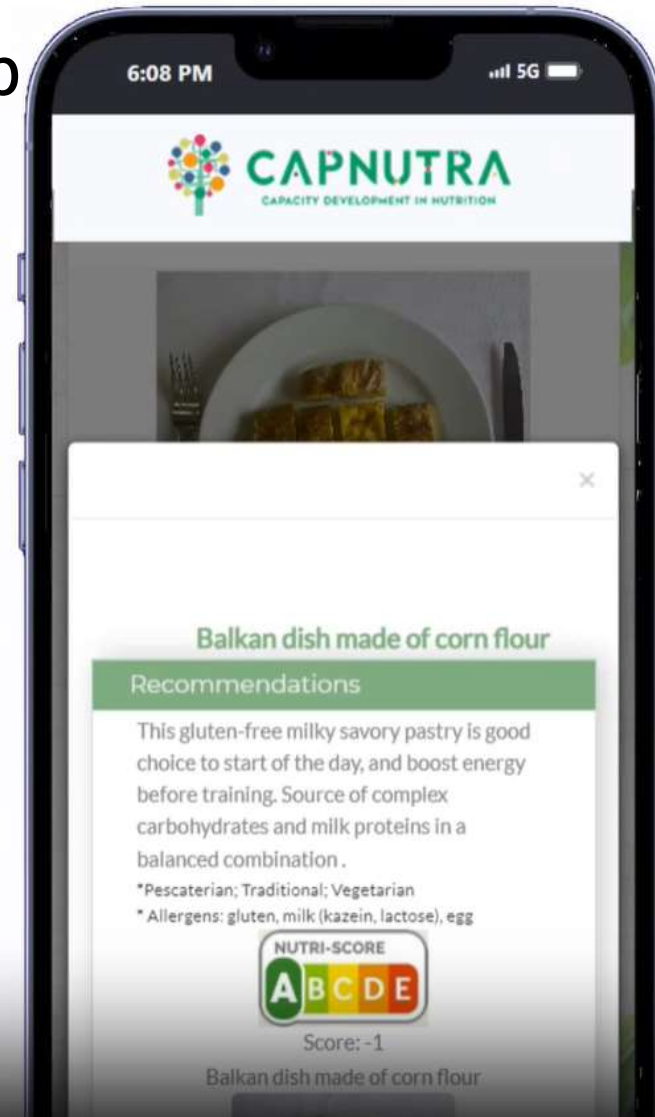 6:08 PM
5G
CAPNUTRA
CAPACITY DEVELOPMENT IN NUTRITION
×
Balkan dish made of corn flour
Recommendations
This gluten-free milky savory pastry is good
choice to start of the day, and boost energy
before training. Source of complex
carbohydrates and milk proteins in a
balanced combination .
*Pescaterian; Traditional; Vegetarian
* Allergens: gluten, milk (kazein, lactose), egg
NUTRI-SCORE
A B C D E
Score: -1
Balkan dish made of corn flour